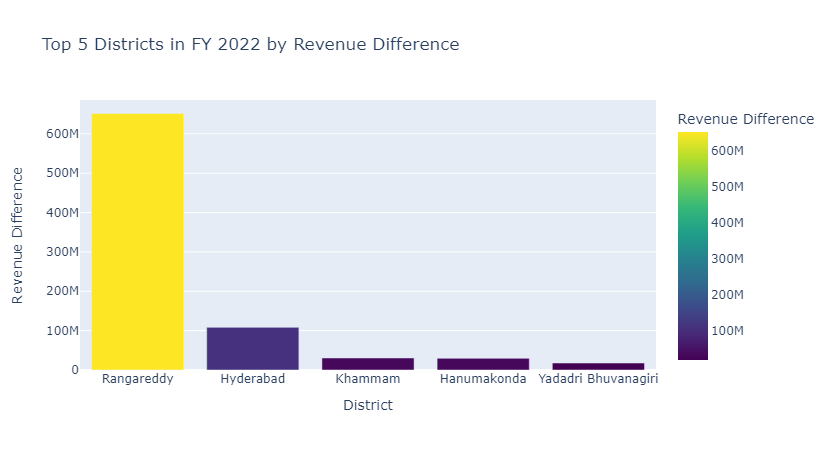 Top 5 Districts in FY 2022 by Revenue Difference
Revenue Difference
600M
500M
400M
300M
200M
100M
0
Rangareddy
Hyderabad
Khammam
Hanumakonda
Yadadri Bhuvanagiri
District
Revenue Difference
600M
500M
400M
300M
200M
100M